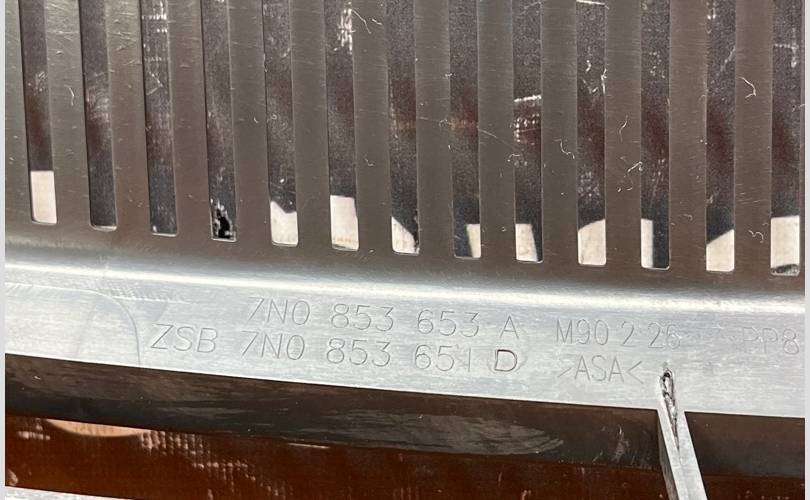 7N0 853 653 A M90 2 26 PP8
ZSB 7N0 853 651 D >ASA<